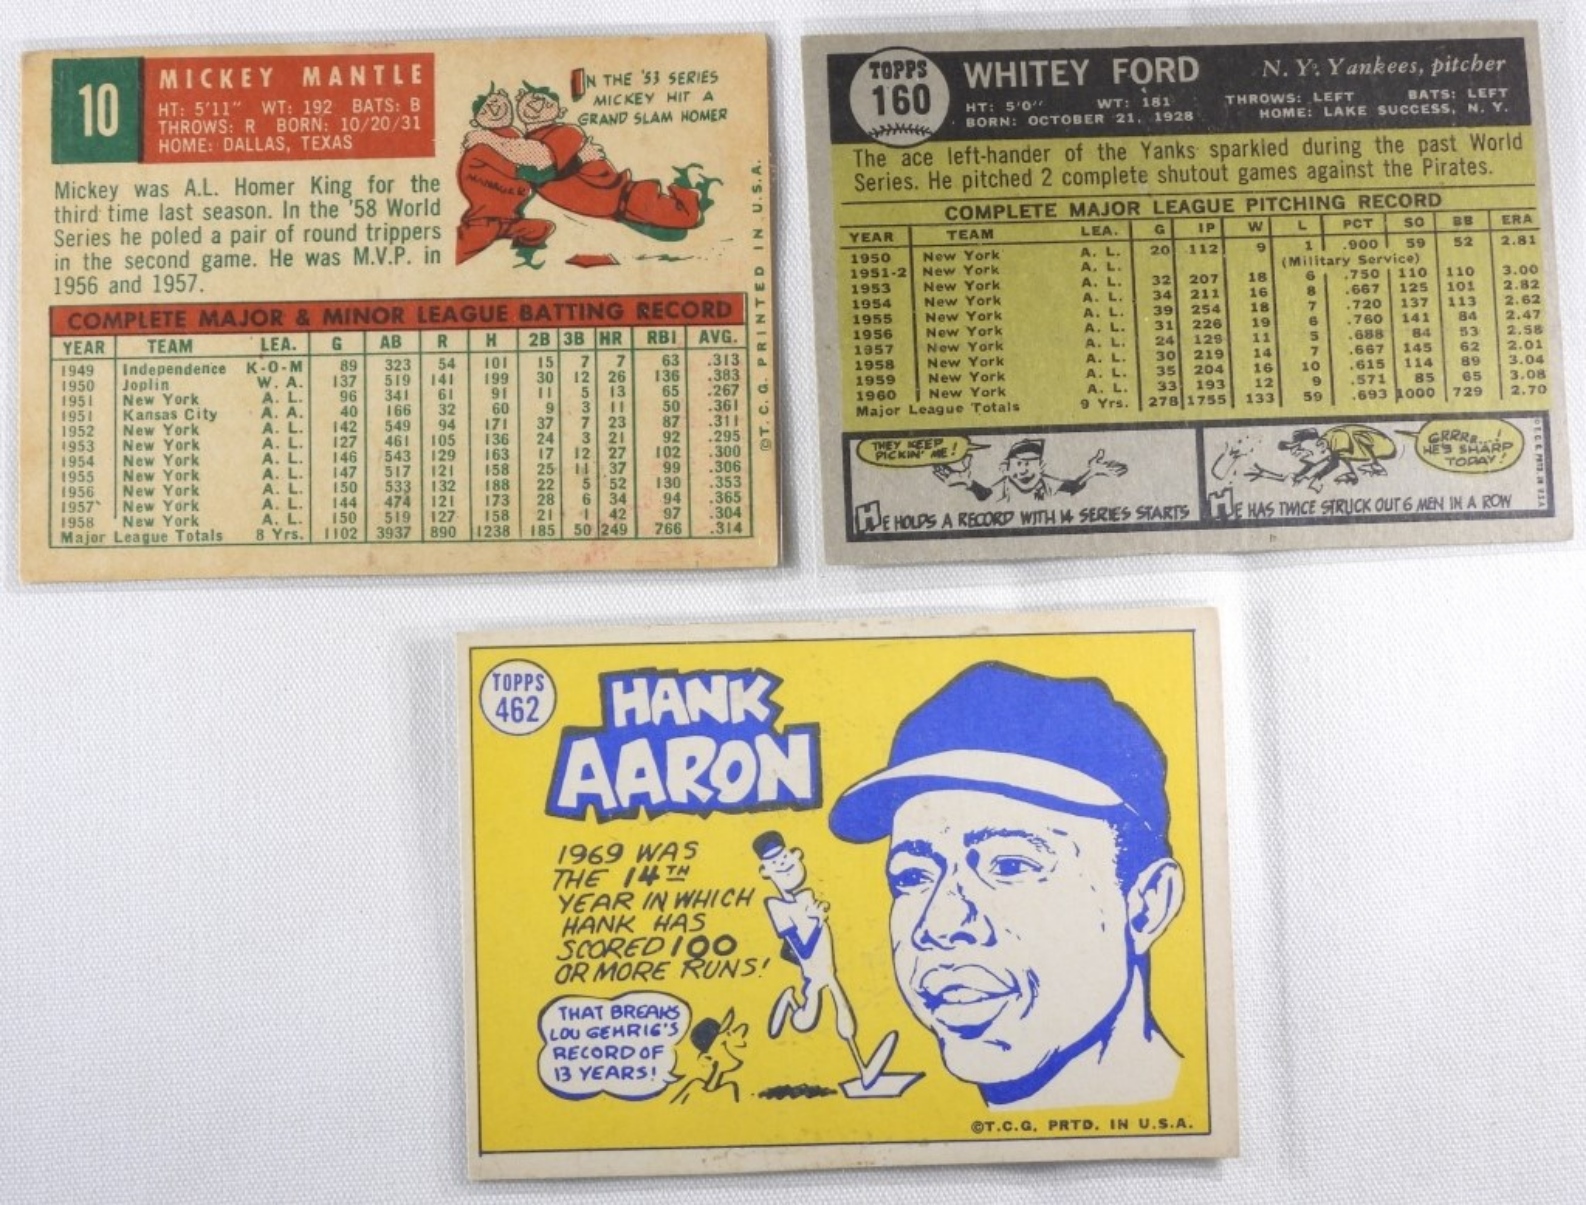 10
MICKEY MANTLE
HT: 5'11" WT: 192 BATS: B
THROWS: R BORN: 10/20/31
HOME: DALLAS, TEXAS
IN THE '53 SERIES
MICKEY HIT A
GRAND SLAM HOMER
MANAGER
Mickey was A.L. Homer King for the
third time last season. In the '58 World
Series he poled a pair of round trippers
in the second game. He was M.V.P. in
1956 and 1957.
COMPLETE MAJOR & MINOR LEAGUE BATTING RECORD
YEAR TEAM LEA. G AB R H 2B 3B HR RBI AVG.
1949 Independence K-O-M 89 323 54 101 15 7 7 63 .313
1950 Joplin W. A. 137 519 141 199 30 12 26 136 .383
1951 New York A. L. 96 341 61 91 11 5 13 65 .267
1951 Kansas City A. A. 40 166 32 60 9 3 11 50 .361
1952 New York A. L. 142 549 94 171 37 7 23 87 .311
1953 New York A. L. 127 461 105 136 24 3 21 92 .295
1954 New York A. L. 146 543 129 163 17 12 27 102 .300
1955 New York A. L. 147 517 121 158 25 11 37 99 .306
1956 New York A. L. 150 533 132 188 22 5 52 130 .353
1957 New York A. L. 144 474 121 173 28 6 34 94 .365
1958 New York A. L. 150 519 127 158 21 1 42 97 .304
Major League Totals 8 Yrs. 1102 3937 890 1238 185 50 249 766 .314
©T.C.G. PRINTED IN U.S.A.
TOPPS
160
WHITEY FORD N. Y. Yankees, pitcher
HT: 5'0" WT: 181 THROWS: LEFT BATS: LEFT
BORN: OCTOBER 21, 1928 HOME: LAKE SUCCESS, N. Y.
The ace left-hander of the Yanks sparkled during the past World
Series. He pitched 2 complete shutout games against the Pirates.
COMPLETE MAJOR LEAGUE PITCHING RECORD
YEAR TEAM LEA. G IP W L PCT SO BB ERA
1950 New York A. L. 20 112 9 1 .900 59 52 2.81
1951-2 New York A. L. (Military Service)
1953 New York A. L. 32 207 18 6 .750 110 110 3.00
1954 New York A. L. 34 211 16 8 .667 125 101 2.82
1955 New York A. L. 39 254 18 7 .720 137 113 2.62
1956 New York A. L. 31 226 19 6 .760 141 84 2.47
1957 New York A. L. 24 129 11 5 .688 84 53 2.58
1958 New York A. L. 30 219 14 7 .667 145 62 2.01
1959 New York A. L. 35 204 16 10 .615 114 89 3.04
1960 New York A. L. 33 193 12 9 .571 85 65 3.08
Major League Totals 9 Yrs. 278 1755 133 59 .693 1000 729 2.70
THEY KEEP
PICKIN' ME!
HE HOLDS A RECORD WITH 14 SERIES STARTS
GRRRR...!
HE'S SHARP
TODAY!
HE HAS TWICE STRUCK OUT 6 MEN IN A ROW
TOPPS
462
HANK
AARON
1969 WAS
THE 14TH
YEAR IN WHICH
HANK HAS
SCORED 100
OR MORE RUNS!
THAT BREAKS
LOU GEHRIG'S
RECORD OF
13 YEARS!
©T.C.G. PRTD. IN U.S.A.